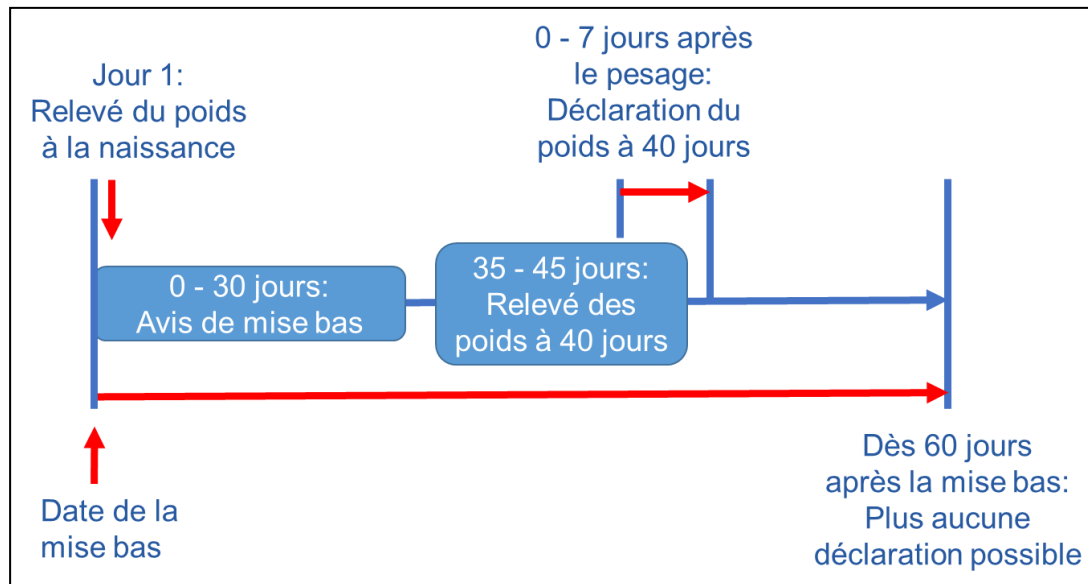 Jour 1:
Relevé du poids
à la naissance
0 - 7 jours après
le pesage:
Déclaration du
poids à 40 jours
0 - 30 jours:
Avis de mise bas
35 - 45 jours:
Relevé des
poids à 40 jours
Date de la
mise bas
Dès 60 jours
après la mise bas:
Plus aucune
déclaration possible